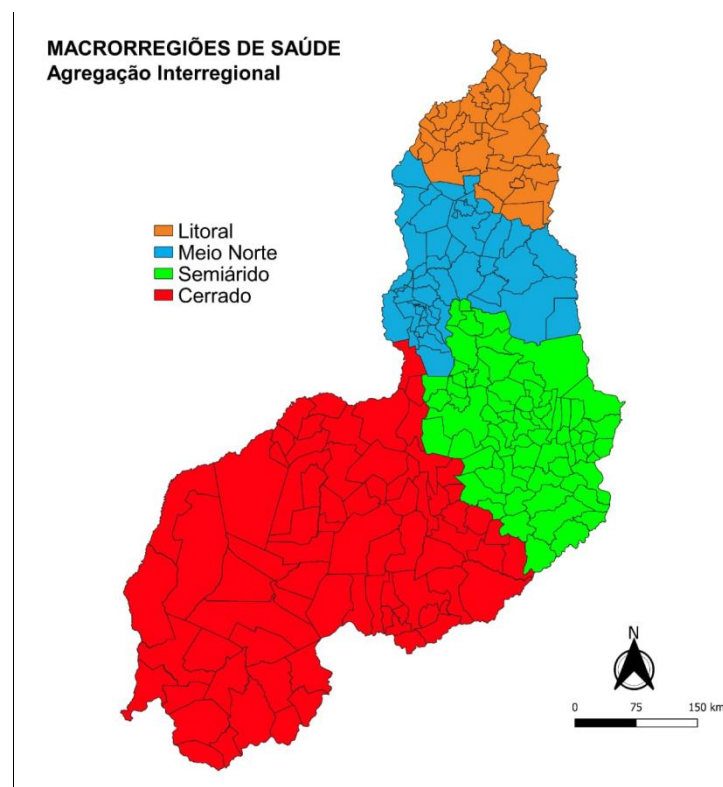 MACRORREGIÕES DE SAÚDE
Agregação Interregional
Litoral
Meio Norte
Semiárido
Cerrado
N
0 75 150 km